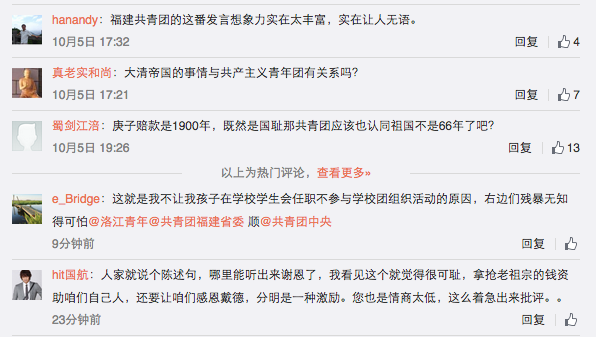 hanandy：福建共青团的这番发言想象力实在太丰富，实在让人无语。
10月5日 17:32 回复 4
真老实和尚：大清帝国的事情与共产主义青年团有关系吗?
10月5日 17:21 回复 7
蜀剑江涪：庚子赔款是1900年，既然是国耻那共青团应该也认同祖国不是66年了吧?
10月5日 19:26 回复 13
以上为热门评论，查看更多»
e_Bridge：这就是我不让我孩子在学校学生会任职不参与学校团组织活动的原因，右边们残暴无知
得可怕@洛江青年@共青团福建省委 顺@共青团中央
9分钟前 回复
hit国航：人家就说个陈述句，哪里能听出来谢恩了，我看见这个就觉得很可耻，拿抢老祖宗的钱资
助咱们自己人，还要让咱们感恩戴德，分明是一种激励。您也是情商太低，这么着急出来批评。。
23分钟前 回复